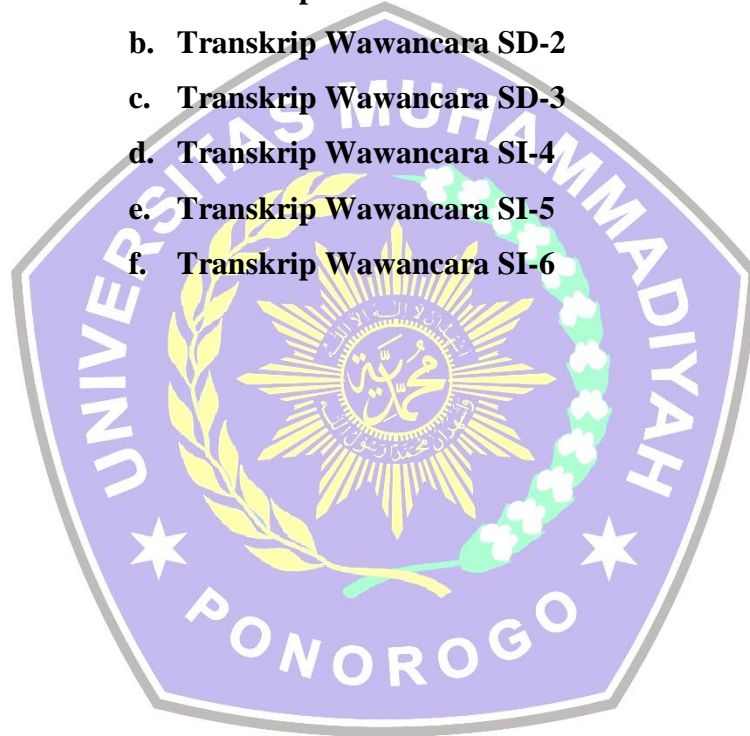 b. Transkrip Wawancara SD-2
c. Transkrip Wawancara SD-3
d. Transkrip Wawancara SI-4
e. Transkrip Wawancara SI-5
f. Transkrip Wawancara SI-6
UNIVERSITAS MUHAMMADIYAH
PONOROGO